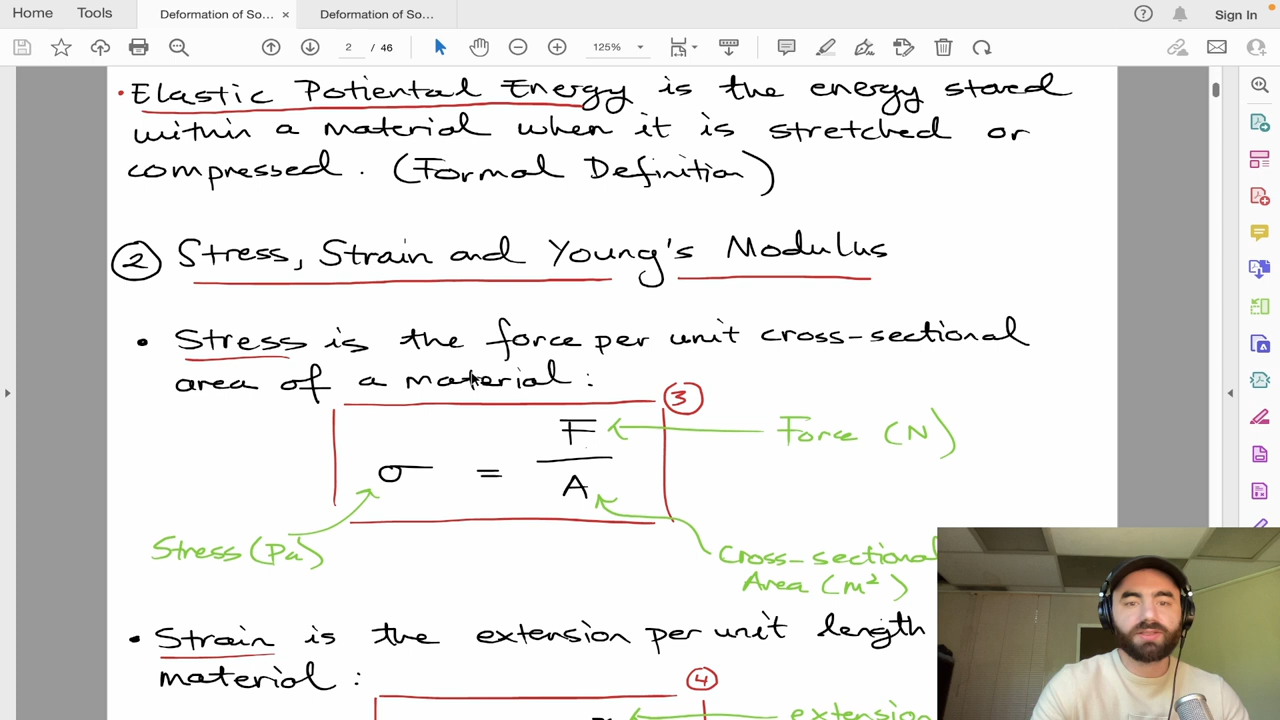 Home Tools Deformation of So... × Deformation of So... Sign In
2 / 46 125%
• Elastic Potiental Energy is the energy stored
within a material when it is stretched or
compressed. (Formal Definition)
2 Stress, Strain and Young's Modulus
• Stress is the force per unit cross-sectional
area of a material:
3
σ = F / A
Force (N)
Stress (Pa)
Cross-sectional
Area (m²)
• Strain is the extension per unit length
material:
4
extension